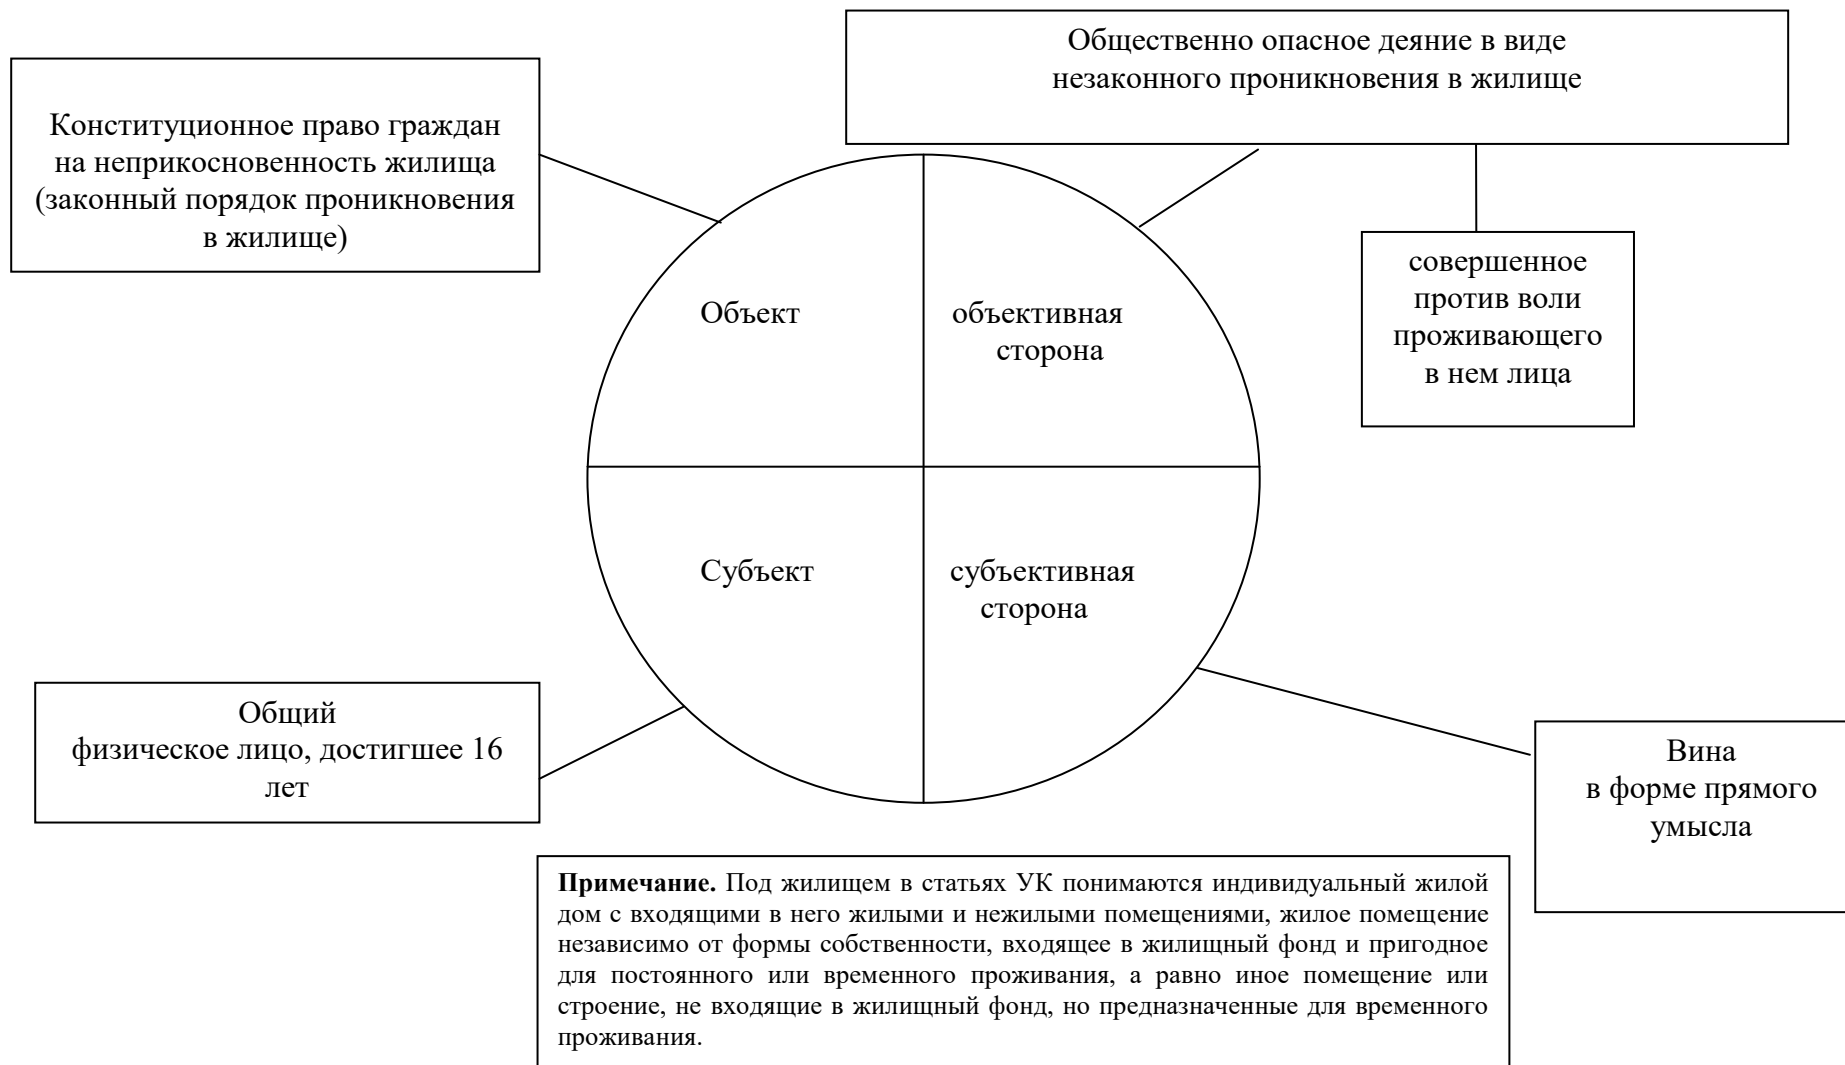 Общественно опасное деяние в виде
незаконного проникновения в жилище
Конституционное право граждан
на неприкосновенность жилища
(законный порядок проникновения
в жилище)
совершенное
против воли
проживающего
в нем лица
Объект
объективная
сторона
Субъект
субъективная
сторона
Общий
физическое лицо, достигшее 16
лет
Вина
в форме прямого
умысла
Примечание. Под жилищем в статьях УК понимаются индивидуальный жилой
дом с входящими в него жилыми и нежилыми помещениями, жилое помещение
независимо от формы собственности, входящее в жилищный фонд и пригодное
для постоянного или временного проживания, а равно иное помещение или
строение, не входящие в жилищный фонд, но предназначенные для временного
проживания.